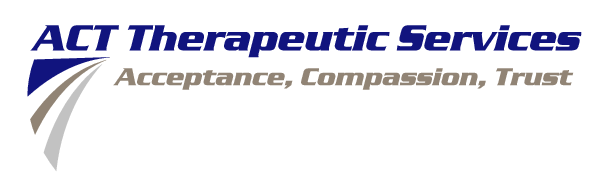 ACT Therapeutic Services
Acceptance, Compassion, Trust